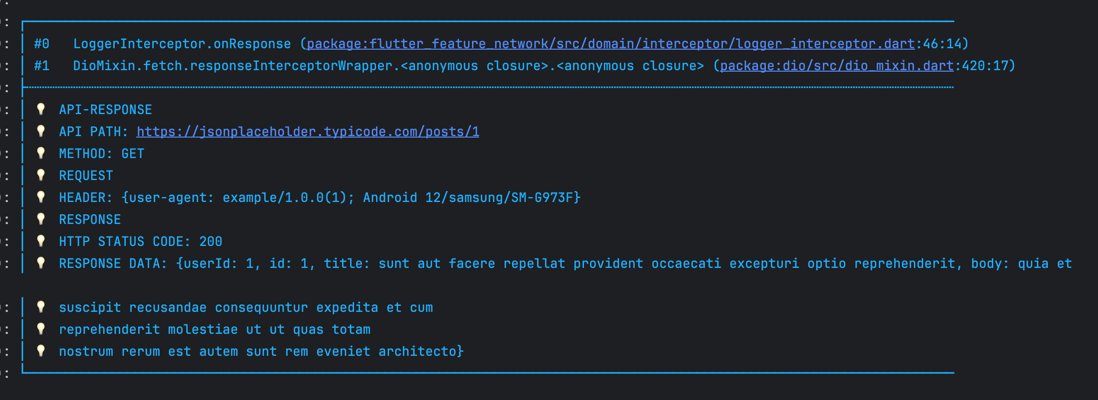 #0 LoggerInterceptor.onResponse (package:flutter_feature_network/src/domain/interceptor/logger_interceptor.dart:46:14)
#1 DioMixin.fetch.responseInterceptorWrapper.<anonymous closure>.<anonymous closure> (package:dio/src/dio_mixin.dart:420:17)
API-RESPONSE
API PATH: https://jsonplaceholder.typicode.com/posts/1
METHOD: GET
REQUEST
HEADER: {user-agent: example/1.0.0(1); Android 12/samsung/SM-G973F}
RESPONSE
HTTP STATUS CODE: 200
RESPONSE DATA: {userId: 1, id: 1, title: sunt aut facere repellat provident occaecati excepturi optio reprehenderit, body: quia et
suscipit recusandae consequuntur expedita et cum
reprehenderit molestiae ut ut quas totam
nostrum rerum est autem sunt rem eveniet architecto}